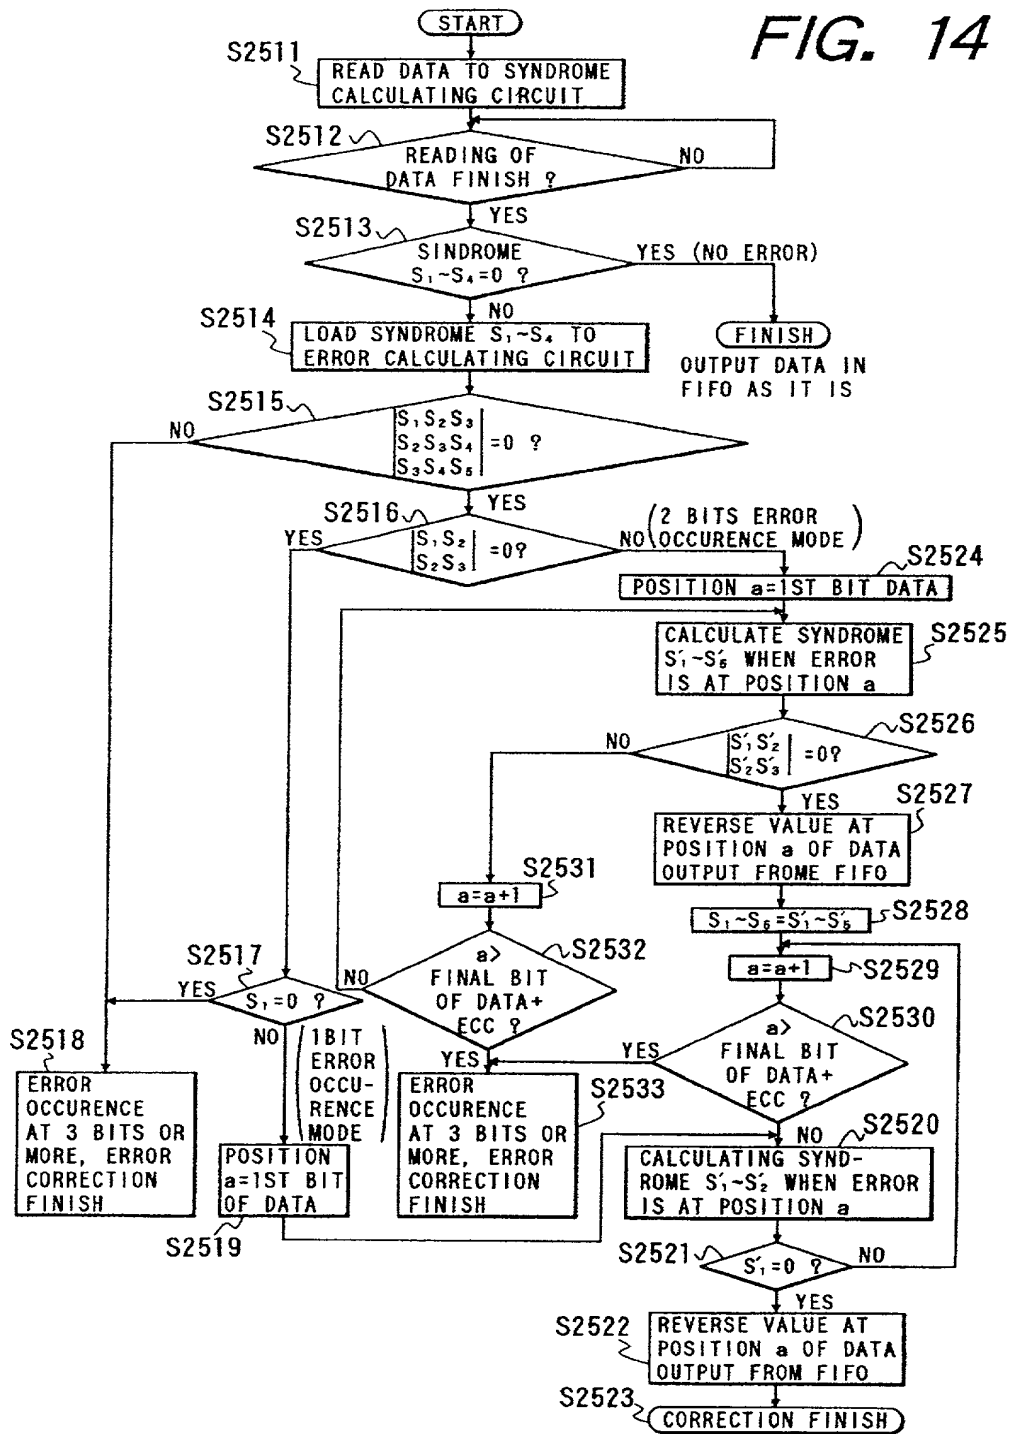 FIG. 14
START
S2511
READ DATA TO SYNDROME
CALCULATING CIRCUIT
S2512
READING OF
DATA FINISH ?
NO
YES
S2513
SINDROME
S₁~S₄=0 ?
YES (NO ERROR)
NO
FINISH
OUTPUT DATA IN
FIFO AS IT IS
S2514
LOAD SYNDROME S₁~S₄ TO
ERROR CALCULATING CIRCUIT
S2515
NO
|S₁S₂S₃|
|S₂S₃S₄| =0 ?
|S₃S₄S₅|
YES
S2516
YES
|S₁S₂|
|S₂S₃| =0?
NO
(2 BITS ERROR
OCCURENCE MODE)
S2524
POSITION a=1ST BIT DATA
S2525
CALCULATE SYNDROME
S′₁~S′₅ WHEN ERROR
IS AT POSITION a
S2526
NO
|S′₁S′₂|
|S′₂S′₃| =0?
YES
S2527
REVERSE VALUE AT
POSITION a OF DATA
OUTPUT FROME FIFO
S2528
S₁~S₅=S′₁~S′₅
S2529
a=a+1
S2530
a>
FINAL BIT
OF DATA+
ECC ?
YES
NO
S2531
a=a+1
S2532
a>
FINAL BIT
OF DATA+
ECC ?
NO
YES
S2533
ERROR
OCCURENCE
AT 3 BITS OR
MORE, ERROR
CORRECTION
FINISH
S2517
YES
S₁=0 ?
NO
(1BIT
ERROR
OCCU-
RENCE
MODE)
S2518
ERROR
OCCURENCE
AT 3 BITS OR
MORE, ERROR
CORRECTION
FINISH
POSITION
a=1ST BIT
OF DATA
S2519
S2520
CALCULATING SYND-
ROME S′₁~S′₂ WHEN ERROR
IS AT POSITION a
S2521
S′₁=0 ?
NO
YES
S2522
REVERSE VALUE AT
POSITION a OF DATA
OUTPUT FROM FIFO
S2523
CORRECTION FINISH